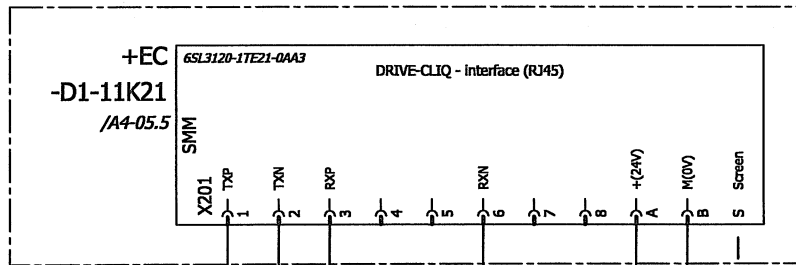 +EC
6SL3120-1TE21-0AA3
DRIVE-CLIQ - interface (RJ45)
-D1-11K21
/A4-05.5
SMM
X201
TXP
TXN
RXP
RXN
+(24V)
M(0V)
Screen
1
2
3
4
5
6
7
8
A
B
S